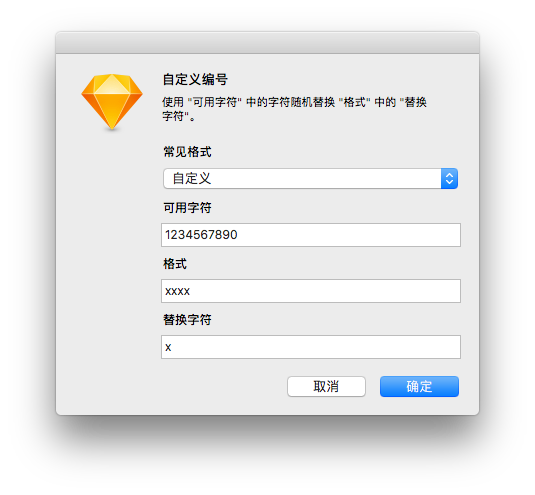 自定义编号
使用 "可用字符" 中的字符随机替换 "格式" 中的 "替换
字符"。
常见格式
自定义
可用字符
1234567890
格式
xxxx
替换字符
x
取消
确定